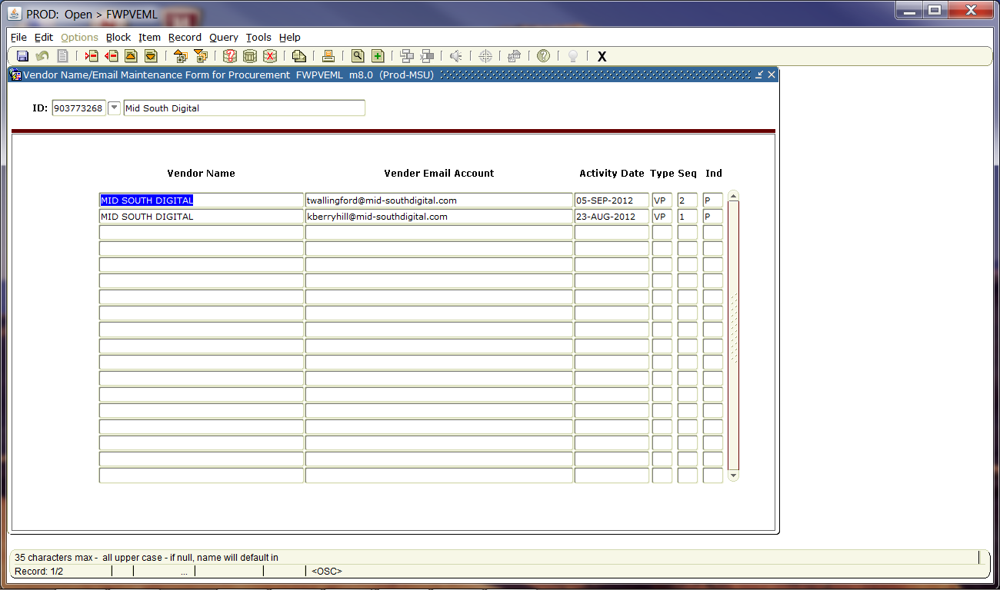 PROD: Open > FWPVEML
File Edit Options Block Item Record Query Tools Help
X
Vendor Name/Email Maintenance Form for Procurement FWPVEML m8.0 (Prod-MSU)
ID: 903773268 Mid South Digital
Vendor Name Vender Email Account Activity Date Type Seq Ind
MID SOUTH DIGITAL twallingford@mid-southdigital.com 05-SEP-2012 VP 2 P
MID SOUTH DIGITAL kberryhill@mid-southdigital.com 23-AUG-2012 VP 1 P
35 characters max - all upper case - if null, name will default in
Record: 1/2 ... <OSC>